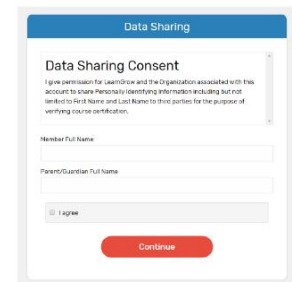 Data Sharing
Data Sharing Consent
I give permission for LearnGrow and the Organization associated with this
account to share Personally Identifying Information including but not
limited to First Name and Last Name to third parties for the purpose of
verifying course certification.
Member Full Name
Parent/Guardian Full Name
I agree
Continue